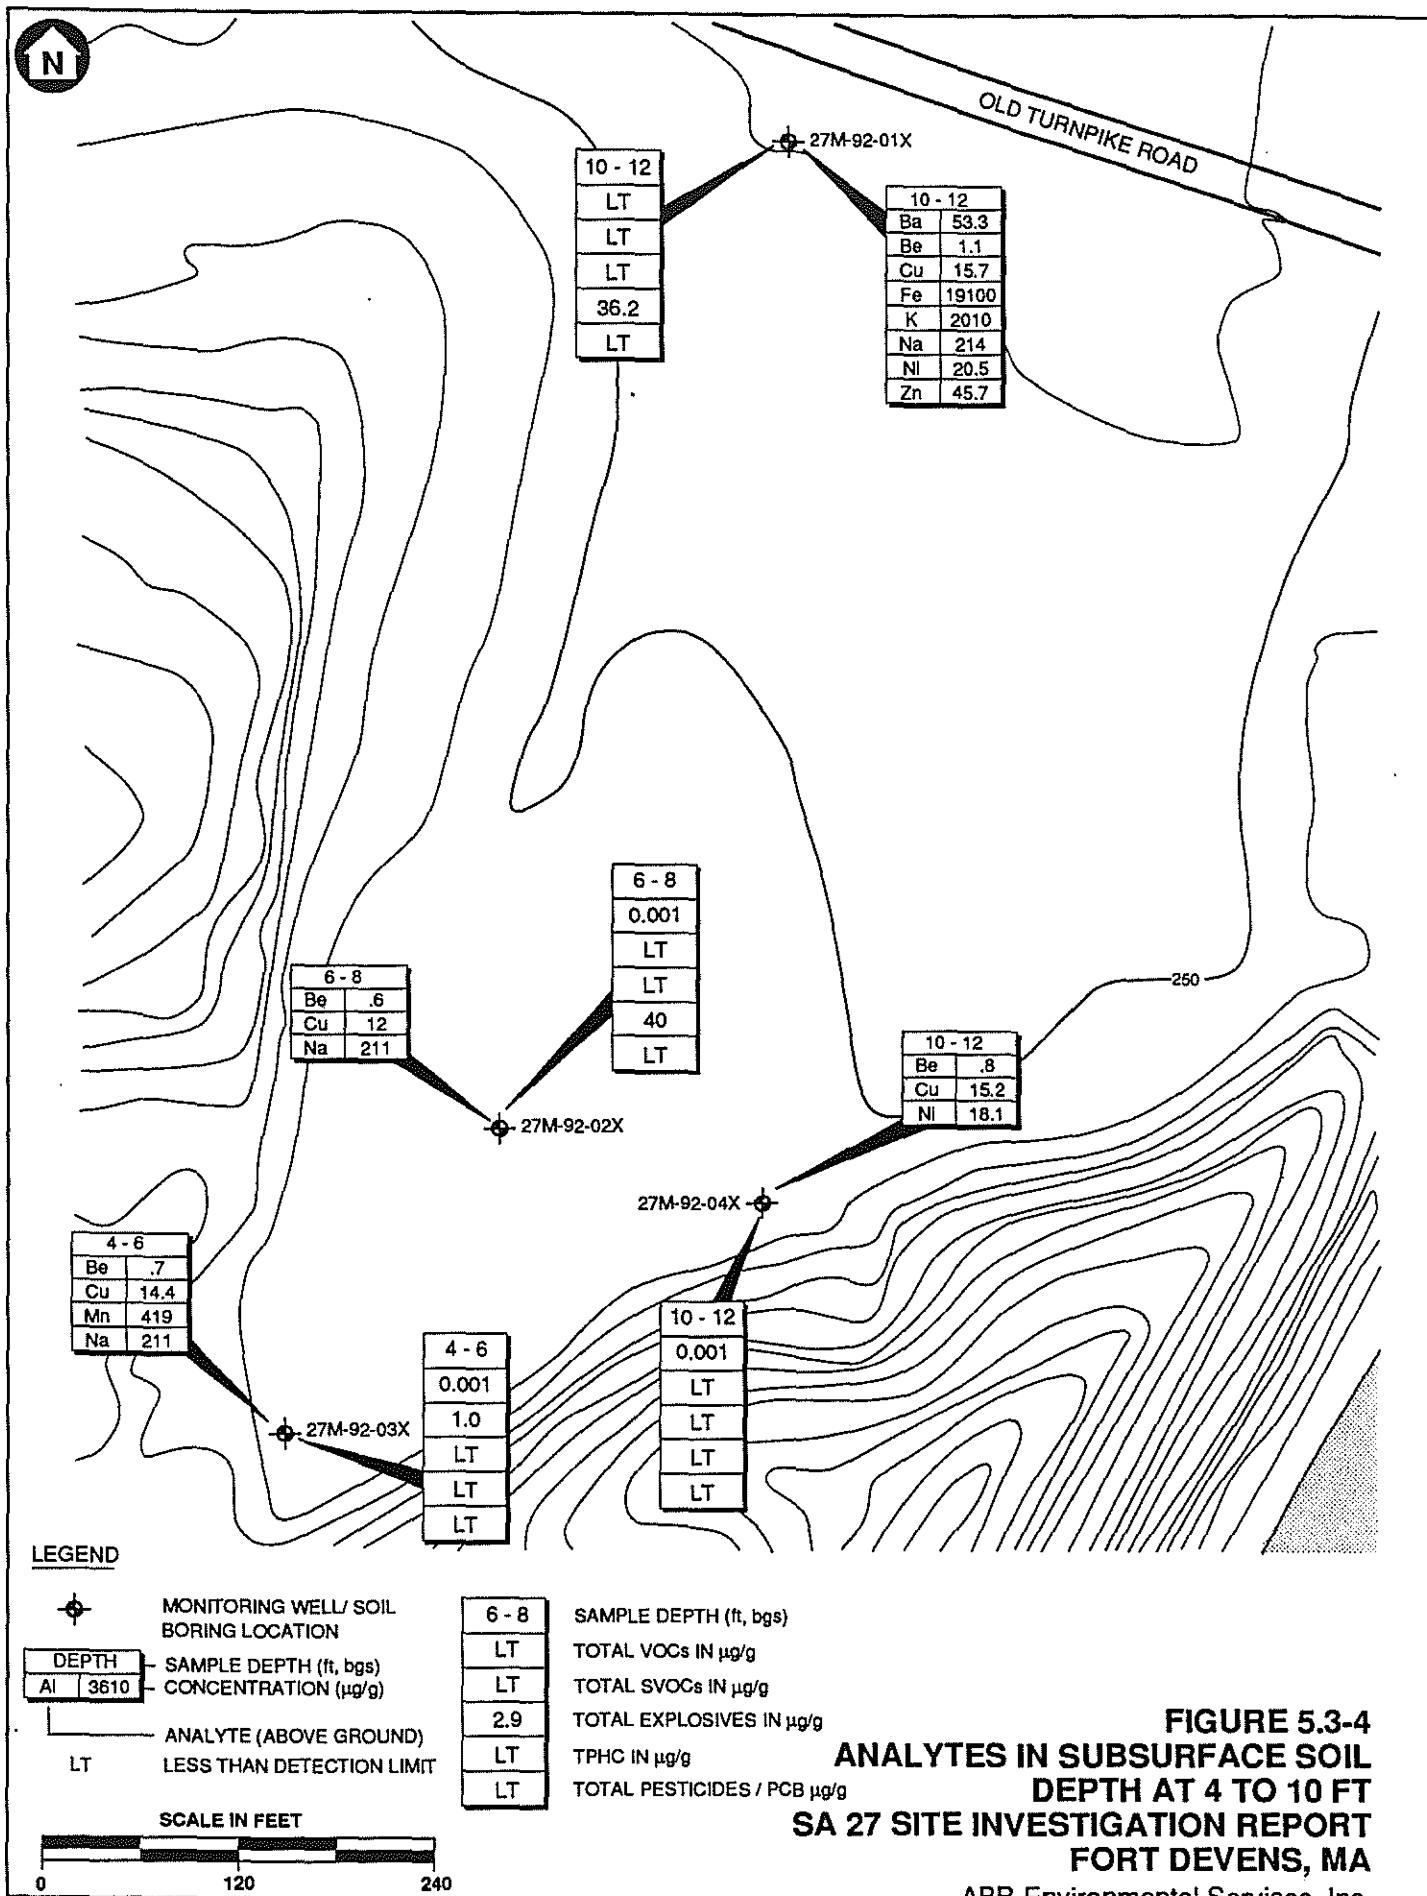 N
OLD TURNPIKE ROAD
27M-92-01X
10 - 12
LT
LT
LT
36.2
LT
10 - 12
Ba 53.3
Be 1.1
Cu 15.7
Fe 19100
K 2010
Na 214
NI 20.5
Zn 45.7
6 - 8
0.001
LT
LT
40
LT
6 - 8
Be .6
Cu 12
Na 211
27M-92-02X
250
10 - 12
Be .8
Cu 15.2
NI 18.1
27M-92-04X
4 - 6
Be .7
Cu 14.4
Mn 419
Na 211
10 - 12
0.001
LT
LT
LT
LT
4 - 6
0.001
1.0
LT
LT
LT
27M-92-03X
LEGEND
MONITORING WELL/ SOIL
BORING LOCATION
DEPTH
Al 3610
SAMPLE DEPTH (ft, bgs)
CONCENTRATION (µg/g)
ANALYTE (ABOVE GROUND)
LT LESS THAN DETECTION LIMIT
6 - 8 SAMPLE DEPTH (ft, bgs)
LT TOTAL VOCs IN µg/g
LT TOTAL SVOCs IN µg/g
2.9 TOTAL EXPLOSIVES IN µg/g
LT TPHC IN µg/g
LT TOTAL PESTICIDES / PCB µg/g
SCALE IN FEET
0 120 240
FIGURE 5.3-4
ANALYTES IN SUBSURFACE SOIL
DEPTH AT 4 TO 10 FT
SA 27 SITE INVESTIGATION REPORT
FORT DEVENS, MA
ABB Environmental Services, Inc.